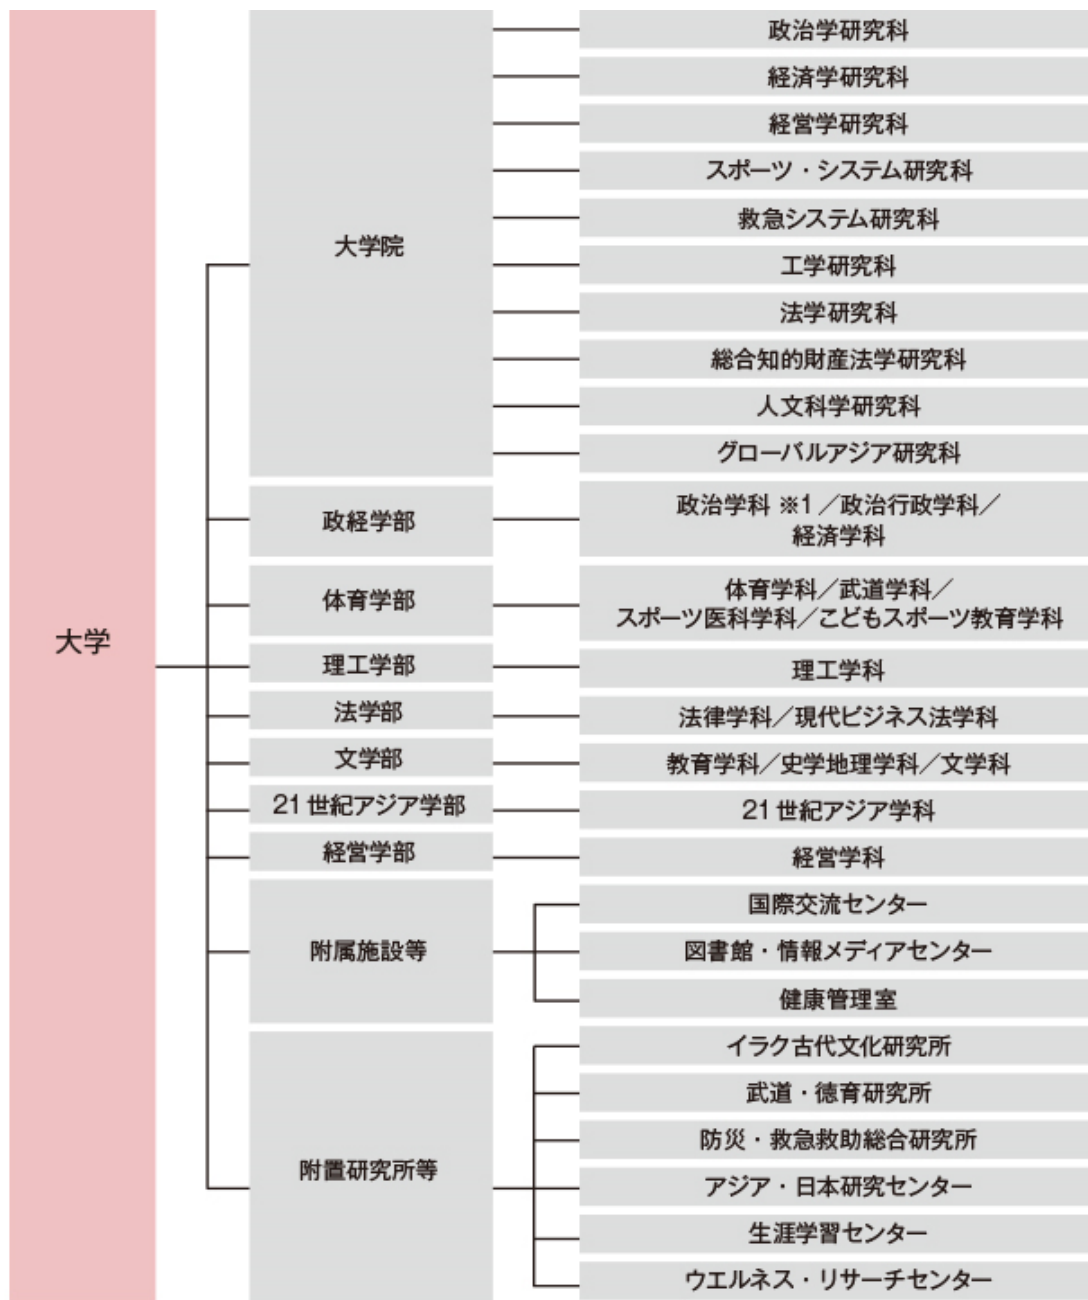 大学
大学院
政治学研究科
経済学研究科
経営学研究科
スポーツ・システム研究科
救急システム研究科
工学研究科
法学研究科
総合知的財産法学研究科
人文科学研究科
グローバルアジア研究科
政経学部
政治学科 ※1／政治行政学科／
経済学科
体育学部
体育学科／武道学科／
スポーツ医科学科／こどもスポーツ教育学科
理工学部
理工学科
法学部
法律学科／現代ビジネス法学科
文学部
教育学科／史学地理学科／文学科
21世紀アジア学部
21世紀アジア学科
経営学部
経営学科
附属施設等
国際交流センター
図書館・情報メディアセンター
健康管理室
附置研究所等
イラク古代文化研究所
武道・徳育研究所
防災・救急救助総合研究所
アジア・日本研究センター
生涯学習センター
ウエルネス・リサーチセンター